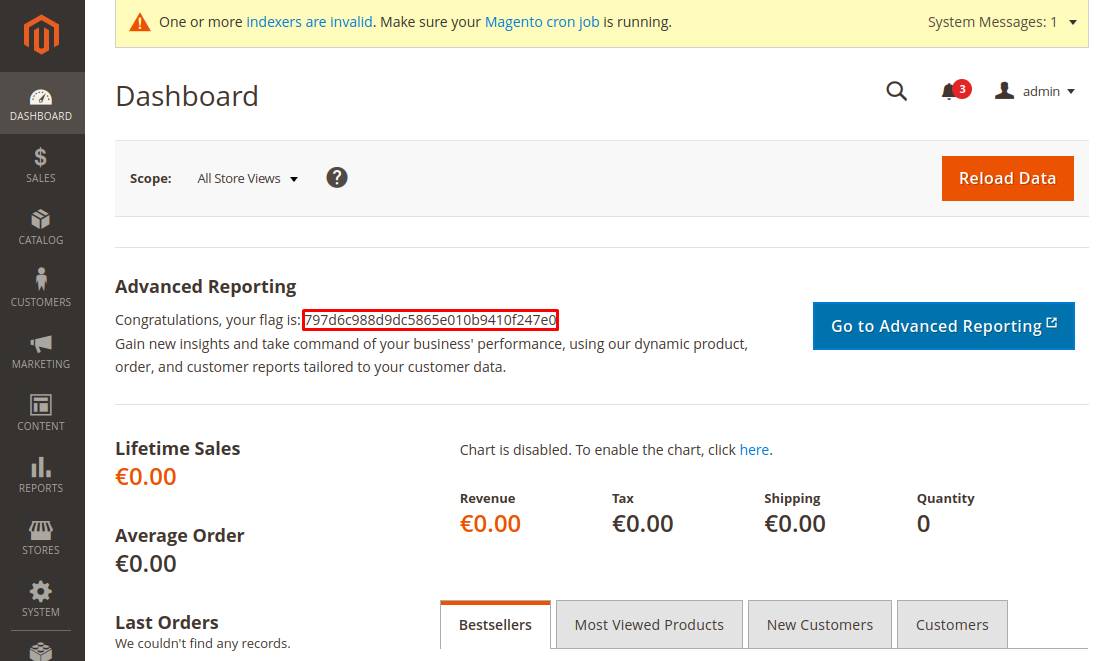 One or more indexers are invalid. Make sure your Magento cron job is running.
System Messages: 1
DASHBOARD
SALES
CATALOG
CUSTOMERS
MARKETING
CONTENT
REPORTS
STORES
SYSTEM
Dashboard
3
admin
Scope: All Store Views ?
Reload Data
Advanced Reporting
Congratulations, your flag is: 797d6c988d9dc5865e010b9410f247e0
Gain new insights and take command of your business' performance, using our dynamic product,
order, and customer reports tailored to your customer data.
Go to Advanced Reporting
Lifetime Sales
€0.00
Average Order
€0.00
Last Orders
We couldn't find any records.
Chart is disabled. To enable the chart, click here.
Revenue Tax Shipping Quantity
€0.00 €0.00 €0.00 0
Bestsellers Most Viewed Products New Customers Customers